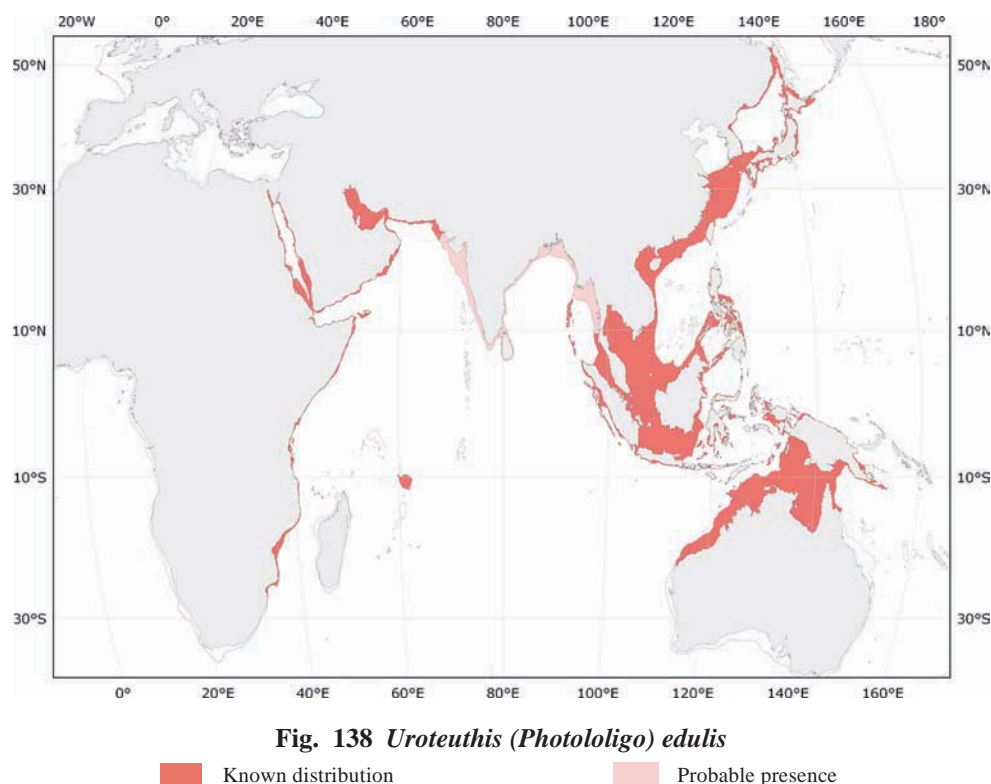 20°W 0° 20°E 40°E 60°E 80°E 100°E 120°E 140°E 160°E 180°
50°N 50°N
30°N 30°N
10°N 10°N
10°S 10°S
30°S 30°S
0° 20°E 40°E 60°E 80°E 100°E 120°E 140°E 160°E
Fig. 138 Uroteuthis (Photololigo) edulis
Known distribution Probable presence